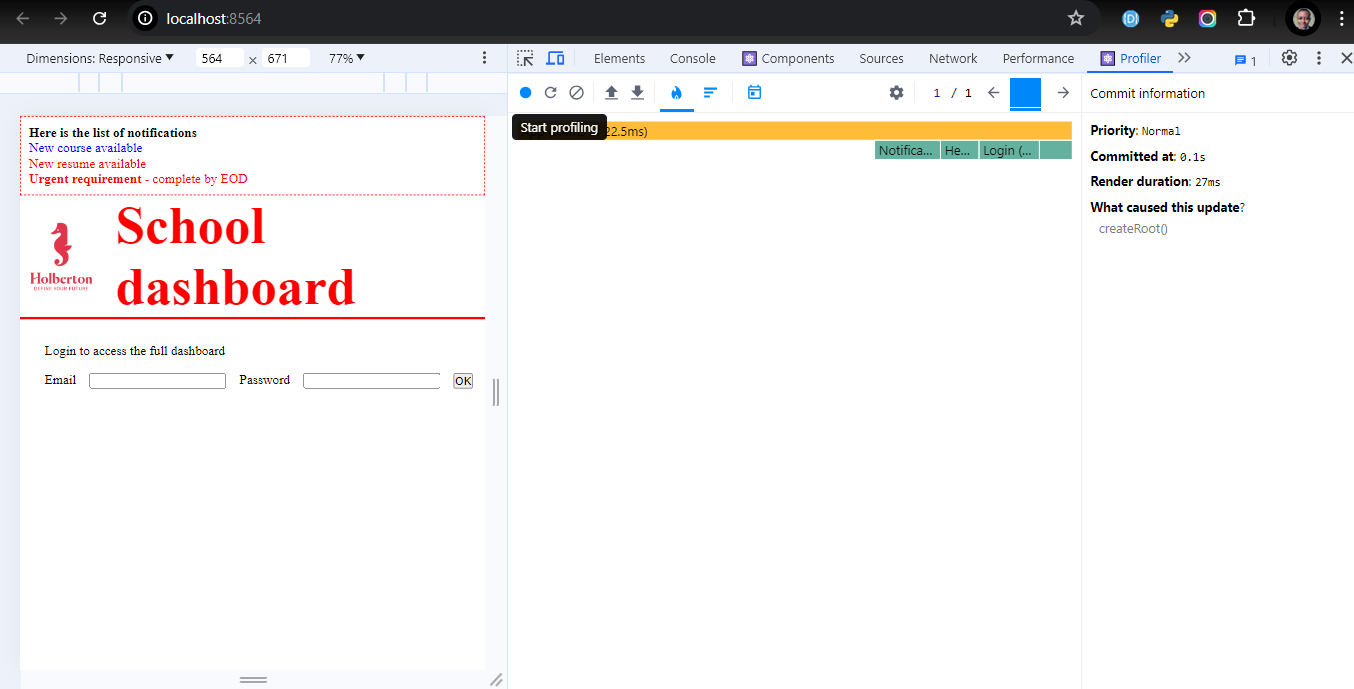 localhost:8564
Dimensions: Responsive ▼ 564 × 671 77% ▼
Elements Console Components Sources Network Performance Profiler 1
1 / 1
Commit information
Start profiling
22.5ms)
Notifica... He... Login (...
Priority: Normal
Committed at: 0.1s
Render duration: 27ms
What caused this update?
createRoot()
Here is the list of notifications
New course available
New resume available
Urgent requirement - complete by EOD
Holberton
DEFINE YOUR FUTURE
School
dashboard
Login to access the full dashboard
Email Password OK